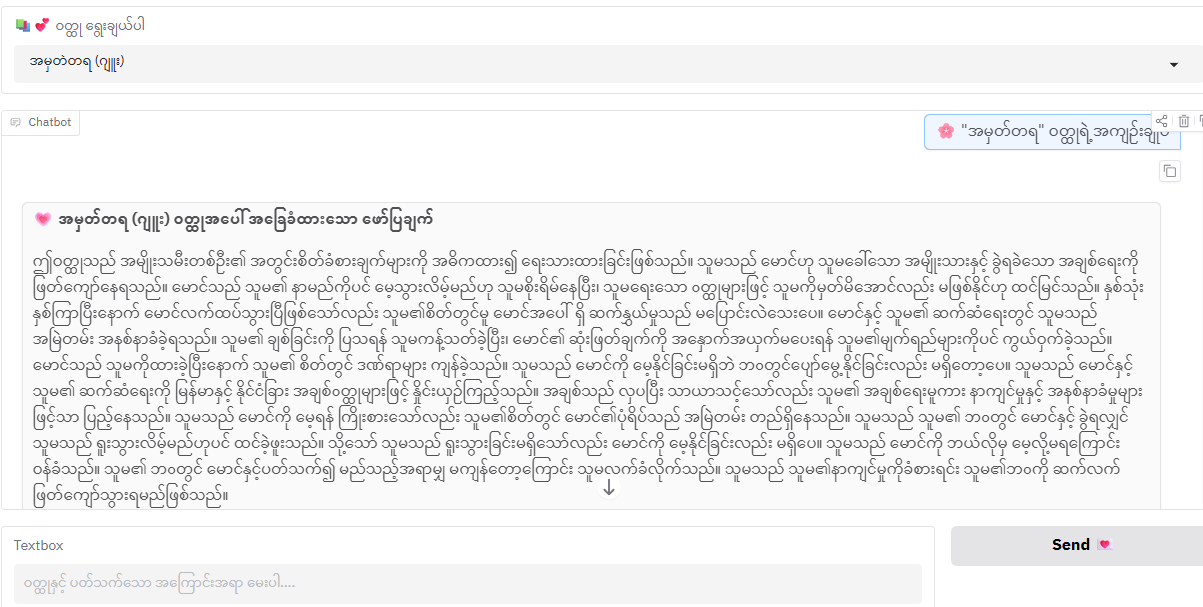 ဝတ္ထု ရွေးချယ်ပါ
အမှတဲတရ (ဂျူး)
Chatbot
"အမှတ်တရ" ဝတ္ထုရဲ့အကျဉ်းချုပ်
အမှတ်တရ (ဂျူး) ဝတ္ထုအပေါ် အခြေခံထားသော ဖော်ပြချက်
ဤဝတ္ထုသည် အမျိုးသမီးတစ်ဦး၏ အတွင်းစိတ်ခံစားချက်များကို အဓိကထား၍ ရေးသားထားခြင်းဖြစ်သည်။ သူမသည် မောင်ဟု သူမခေါ်သော အမျိုးသားနှင့် ခွဲရခဲသော အချစ်ရေးကို
ဖြတ်ကျော်နေရသည်။ မောင်သည် သူမ၏ နာမည်ကိုပင် မေ့သွားလိမ့်မည်ဟု သူမစိုးရိမ်နေပြီး၊ သူမရေးသော ဝတ္ထုများဖြင့် သူမကိုမှတ်မိအောင်လည်း မဖြစ်နိုင်ဟု ထင်မြင်သည်။ နှစ်သုံး
နှစ်ကြာပြီးနောက် မောင်လက်ထပ်သွားပြီဖြစ်သော်လည်း သူမ၏စိတ်တွင်မူ မောင်အပေါ် ရှိ ဆက်နွှယ်မှုသည် မပြောင်းလဲသေးပေ။ မောင်နှင့် သူမ၏ ဆက်ဆံရေးတွင် သူမသည်
အမြဲတမ်း အနစ်နာခံခဲ့ရသည်။ သူမ၏ ချစ်ခြင်းကို ပြသရန် သူမကန့်သတ်ခဲ့ပြီး၊ မောင်၏ ဆုံးဖြတ်ချက်ကို အနှောက်အယှက်မပေးရန် သူမ၏မျက်ရည်များကိုပင် ကွယ်ဝှက်ခဲ့သည်။
မောင်သည် သူမကိုထားခဲ့ပြီးနောက် သူမ၏ စိတ်တွင် ဒဏ်ရာများ ကျန်ခဲ့သည်။ သူမသည် မောင်ကို မေ့နိုင်ခြင်းမရှိဘဲ ဘဝတွင်ပျော်မွေ့နိုင်ခြင်းလည်း မရှိတော့ပေ။ သူမသည် မောင်နှင့်
သူမ၏ ဆက်ဆံရေးကို မြန်မာနှင့် နိုင်ငံခြား အချစ်ဝတ္ထုများဖြင့် နှိုင်းယှဉ်ကြည့်သည်။ အချစ်သည် လှပပြီး သာယာသင့်သော်လည်း သူမ၏ အချစ်ရေးမူကား နာကျင်မှုနှင့် အနစ်နာခံမှုများ
ဖြင့်သာ ပြည့်နေသည်။ သူမသည် မောင်ကို မေ့ရန် ကြိုးစားသော်လည်း သူမ၏စိတ်တွင် မောင်၏ပုံရိပ်သည် အမြဲတမ်း တည်ရှိနေသည်။ သူမသည် သူမ၏ ဘဝတွင် မောင်နှင့် ခွဲရလျှင်
သူမသည် ရူးသွားလိမ့်မည်ဟုပင် ထင်ခဲ့ဖူးသည်။ သို့သော် သူမသည် ရူးသွားခြင်းမရှိသော်လည်း မောင်ကို မေ့နိုင်ခြင်းလည်း မရှိပေ။ သူမသည် မောင်ကို ဘယ်လိုမှ မေ့လို့မရကြောင်း
ဝန်ခံသည်။ သူမ၏ ဘဝတွင် မောင်နှင့်ပတ်သက်၍ မည်သည့်အရာမျှ မကျန်တော့ကြောင်း သူမလက်ခံလိုက်သည်။ သူမသည် သူမ၏နာကျင်မှုကိုခံစားရင်း သူမ၏ဘဝကို ဆက်လက်
ဖြတ်ကျော်သွားရမည်ဖြစ်သည်။
Textbox
Send
ဝတ္ထုနှင့် ပတ်သက်သော အကြောင်းအရာ မေးပါ....